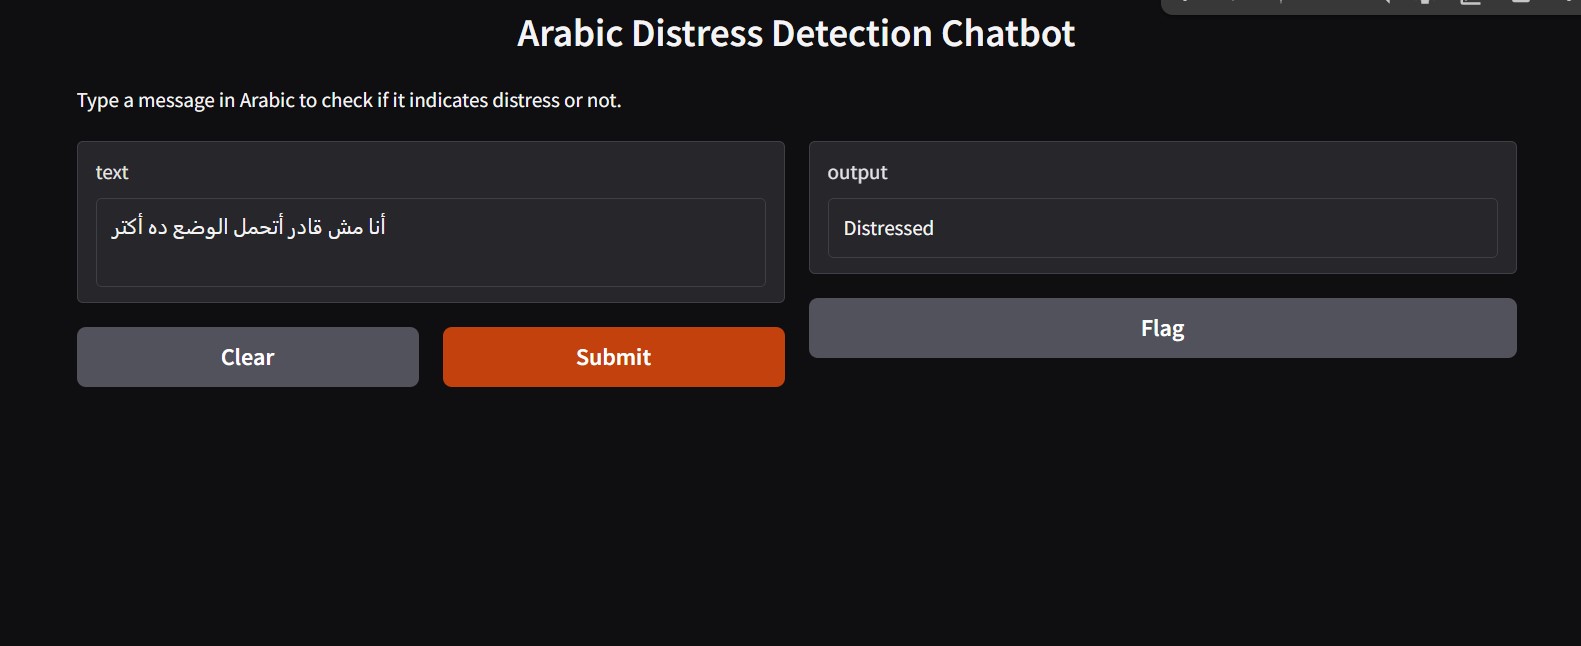 Arabic Distress Detection Chatbot
Type a message in Arabic to check if it indicates distress or not.
text
أنا مش قادر أتحمل الوضع ده أكتر
Clear
Submit
output
Distressed
Flag